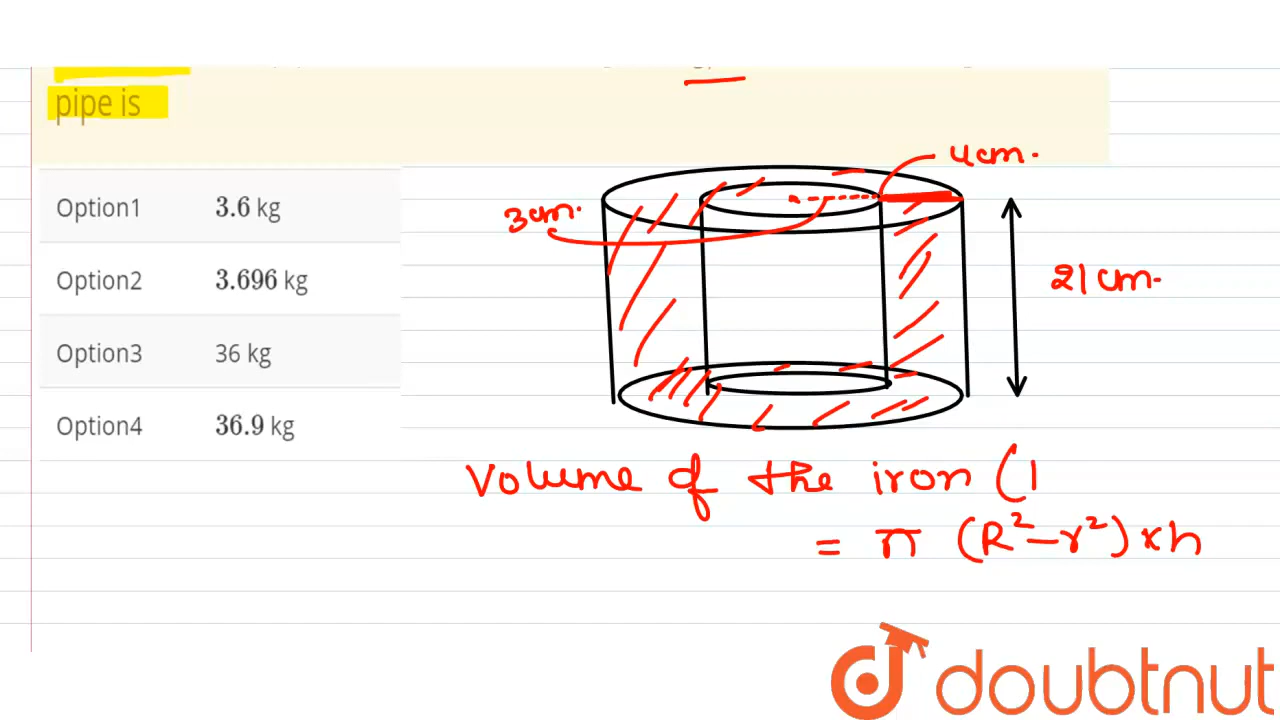 pipe is
Option1 3.6 kg
Option2 3.696 kg
Option3 36 kg
Option4 36.9 kg
4cm.
3cm.
21cm.
Volume of the iron (1
= π (R²-r²)×h
doubtnut